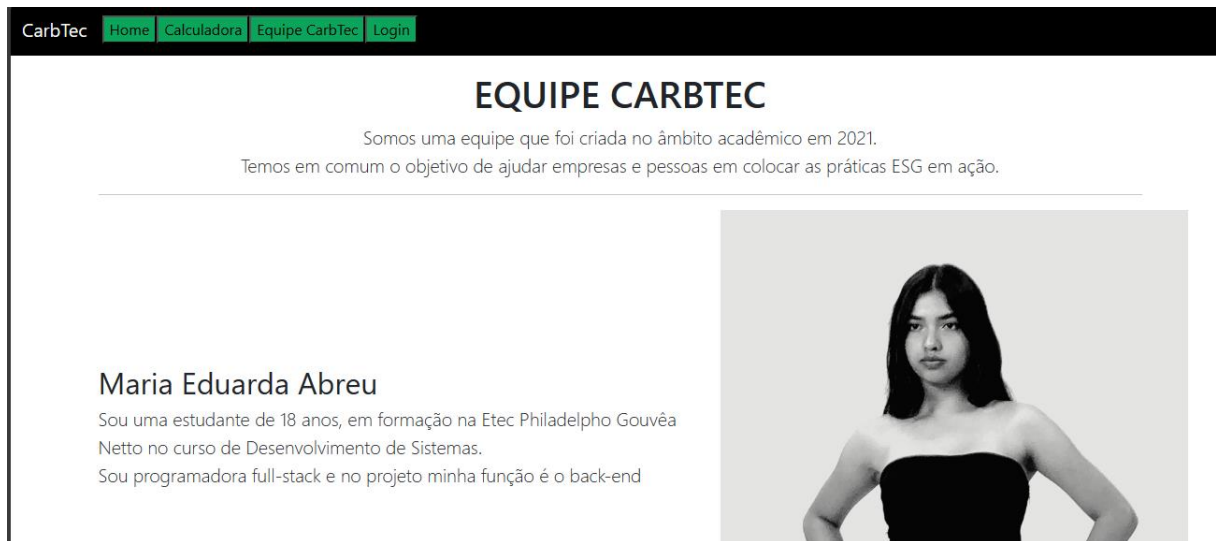 CarbTec Home Calculadora Equipe CarbTec Login
EQUIPE CARBTEC
Somos uma equipe que foi criada no âmbito acadêmico em 2021.
Temos em comum o objetivo de ajudar empresas e pessoas em colocar as práticas ESG em ação.
Maria Eduarda Abreu
Sou uma estudante de 18 anos, em formação na Etec Philadelpho Gouvêa
Netto no curso de Desenvolvimento de Sistemas.
Sou programadora full-stack e no projeto minha função é o back-end